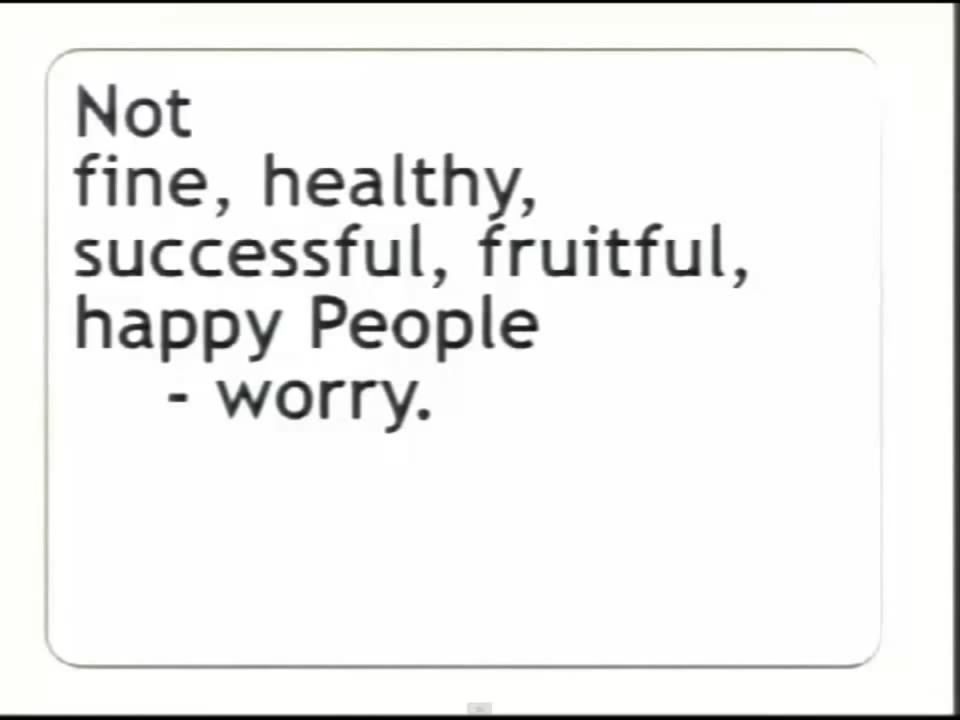 Not
fine, healthy,
successful, fruitful,
happy People
- worry.